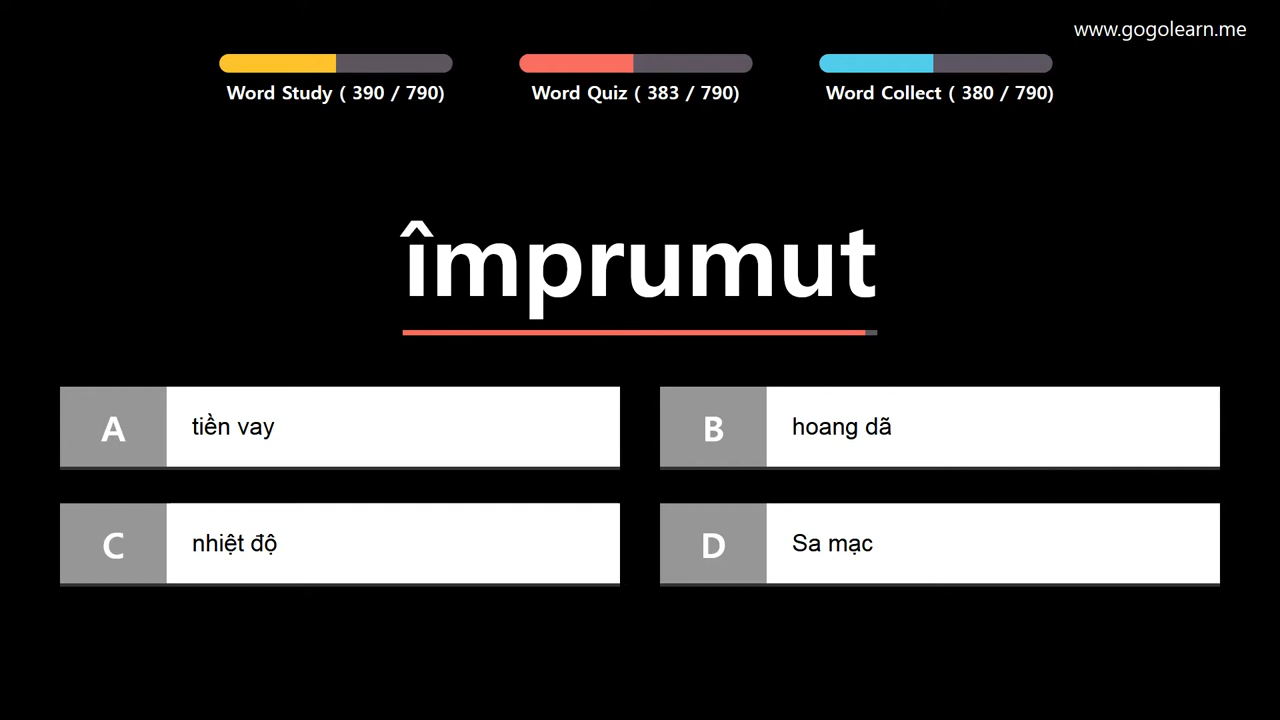 www.gogolearn.me
Word Study ( 390 / 790)
Word Quiz ( 383 / 790)
Word Collect ( 380 / 790)
împrumut
A tiền vay
B hoang dã
C nhiệt độ
D Sa mạc